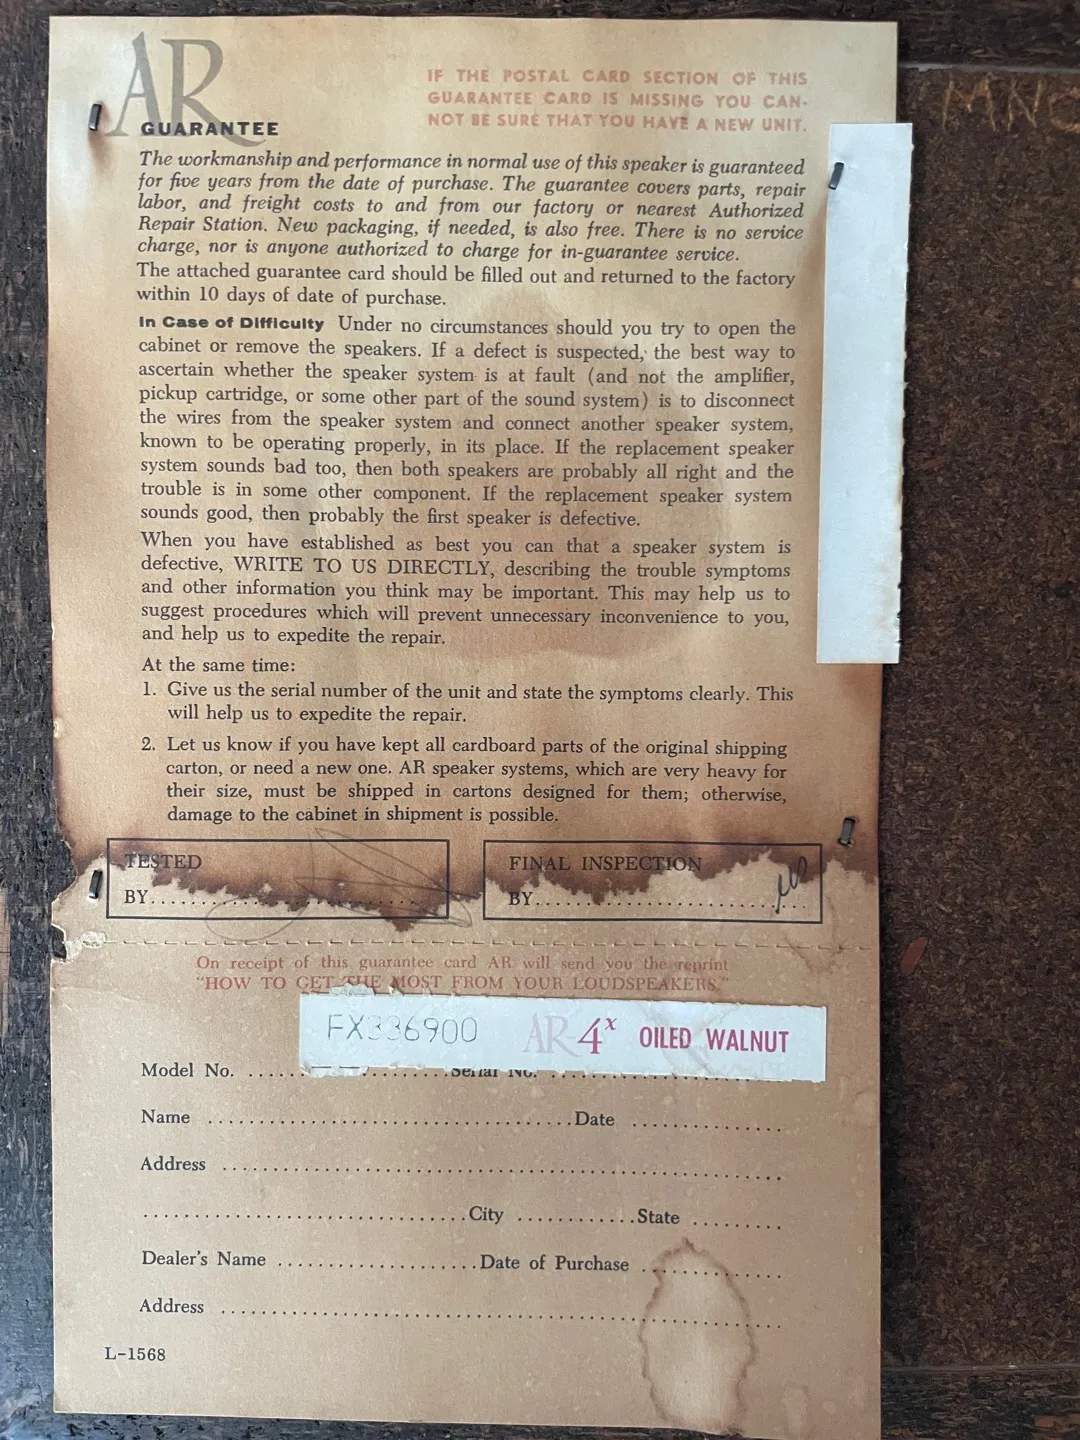 AR
GUARANTEE
IF THE POSTAL CARD SECTION OF THIS
GUARANTEE CARD IS MISSING YOU CAN-
NOT BE SURE THAT YOU HAVE A NEW UNIT.
The workmanship and performance in normal use of this speaker is guaranteed
for five years from the date of purchase. The guarantee covers parts, repair
labor, and freight costs to and from our factory or nearest Authorized
Repair Station. New packaging, if needed, is also free. There is no service
charge, nor is anyone authorized to charge for in-guarantee service.
The attached guarantee card should be filled out and returned to the factory
within 10 days of date of purchase.
In Case of Difficulty Under no circumstances should you try to open the
cabinet or remove the speakers. If a defect is suspected, the best way to
ascertain whether the speaker system is at fault (and not the amplifier,
pickup cartridge, or some other part of the sound system) is to disconnect
the wires from the speaker system and connect another speaker system,
known to be operating properly, in its place. If the replacement speaker
system sounds bad too, then both speakers are probably all right and the
trouble is in some other component. If the replacement speaker system
sounds good, then probably the first speaker is defective.
When you have established as best you can that a speaker system is
defective, WRITE TO US DIRECTLY, describing the trouble symptoms
and other information you think may be important. This may help us to
suggest procedures which will prevent unnecessary inconvenience to you,
and help us to expedite the repair.
At the same time:
1. Give us the serial number of the unit and state the symptoms clearly. This
will help us to expedite the repair.
2. Let us know if you have kept all cardboard parts of the original shipping
carton, or need a new one. AR speaker systems, which are very heavy for
their size, must be shipped in cartons designed for them; otherwise,
damage to the cabinet in shipment is possible.
TESTED
BY
FINAL INSPECTION
BY
On receipt of this guarantee card AR will send you the reprint
"HOW TO GET THE MOST FROM YOUR LOUDSPEAKERS."
FX336900 AR-4x OILED WALNUT
Model No. Serial No.
Name Date
Address
City State
Dealer's Name Date of Purchase
Address
L-1568